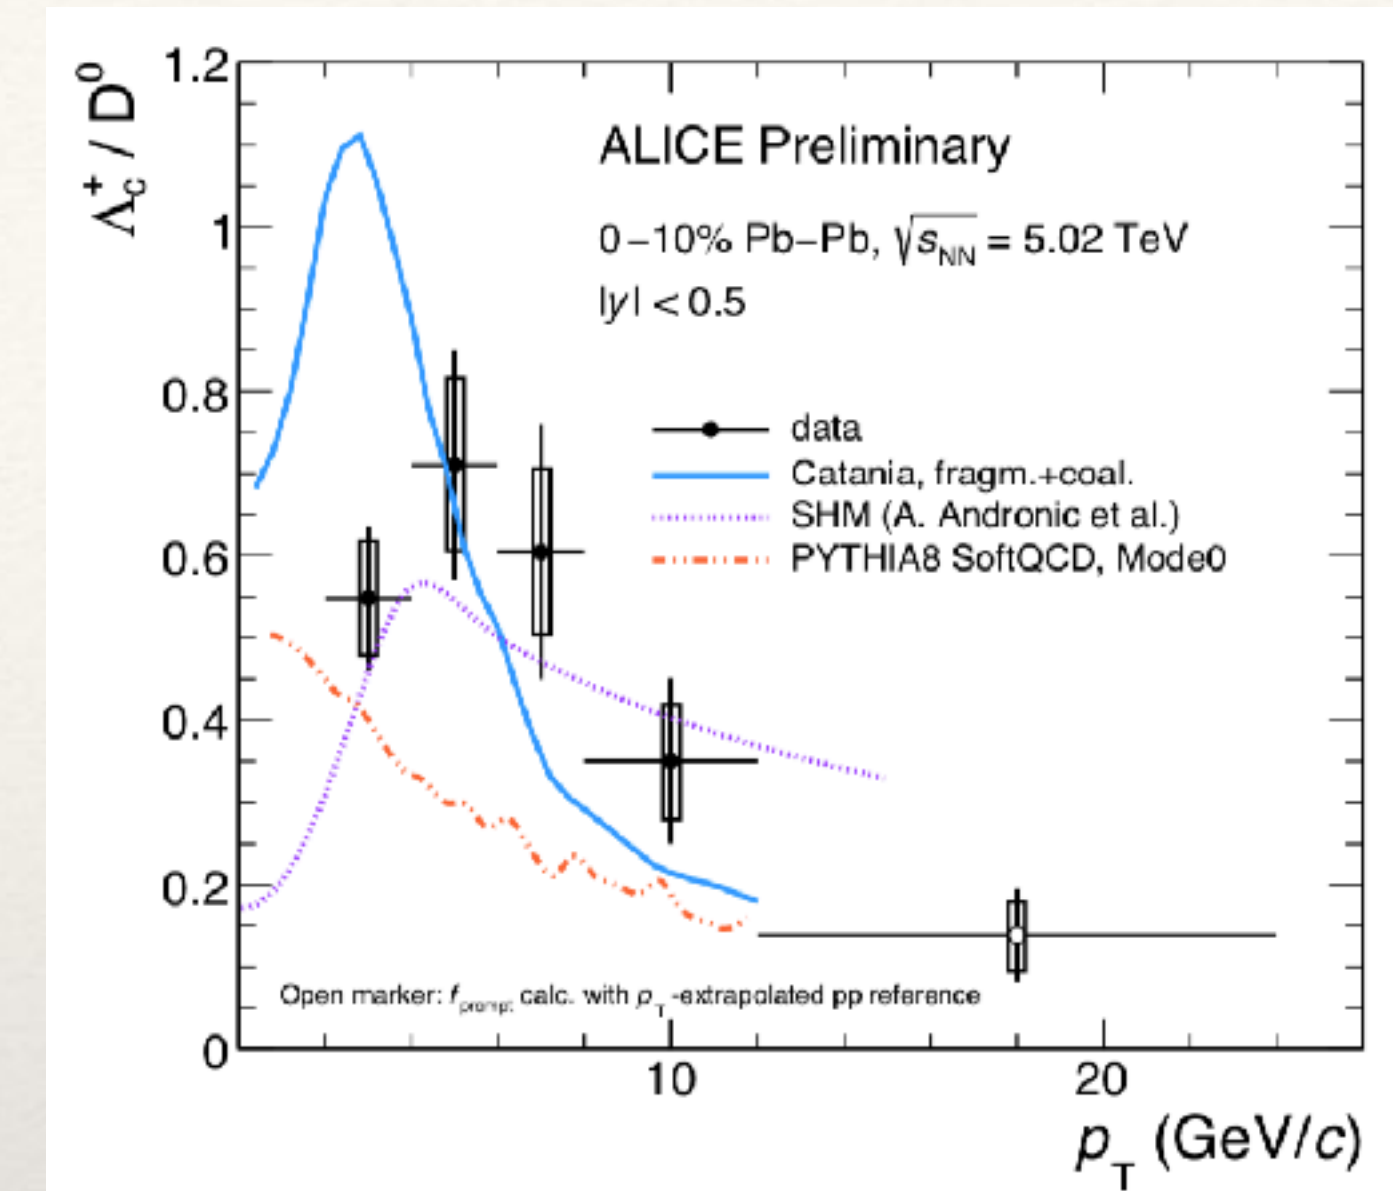 Λc+ / D0
1.2
1
0.8
0.6
0.4
0.2
0
ALICE Preliminary
0–10% Pb–Pb, √sNN = 5.02 TeV
|y| < 0.5
data
Catania, fragm.+coal.
SHM (A. Andronic et al.)
PYTHIA8 SoftQCD, Mode0
Open marker: fprompt calc. with pT-extrapolated pp reference
10
20
pT (GeV/c)